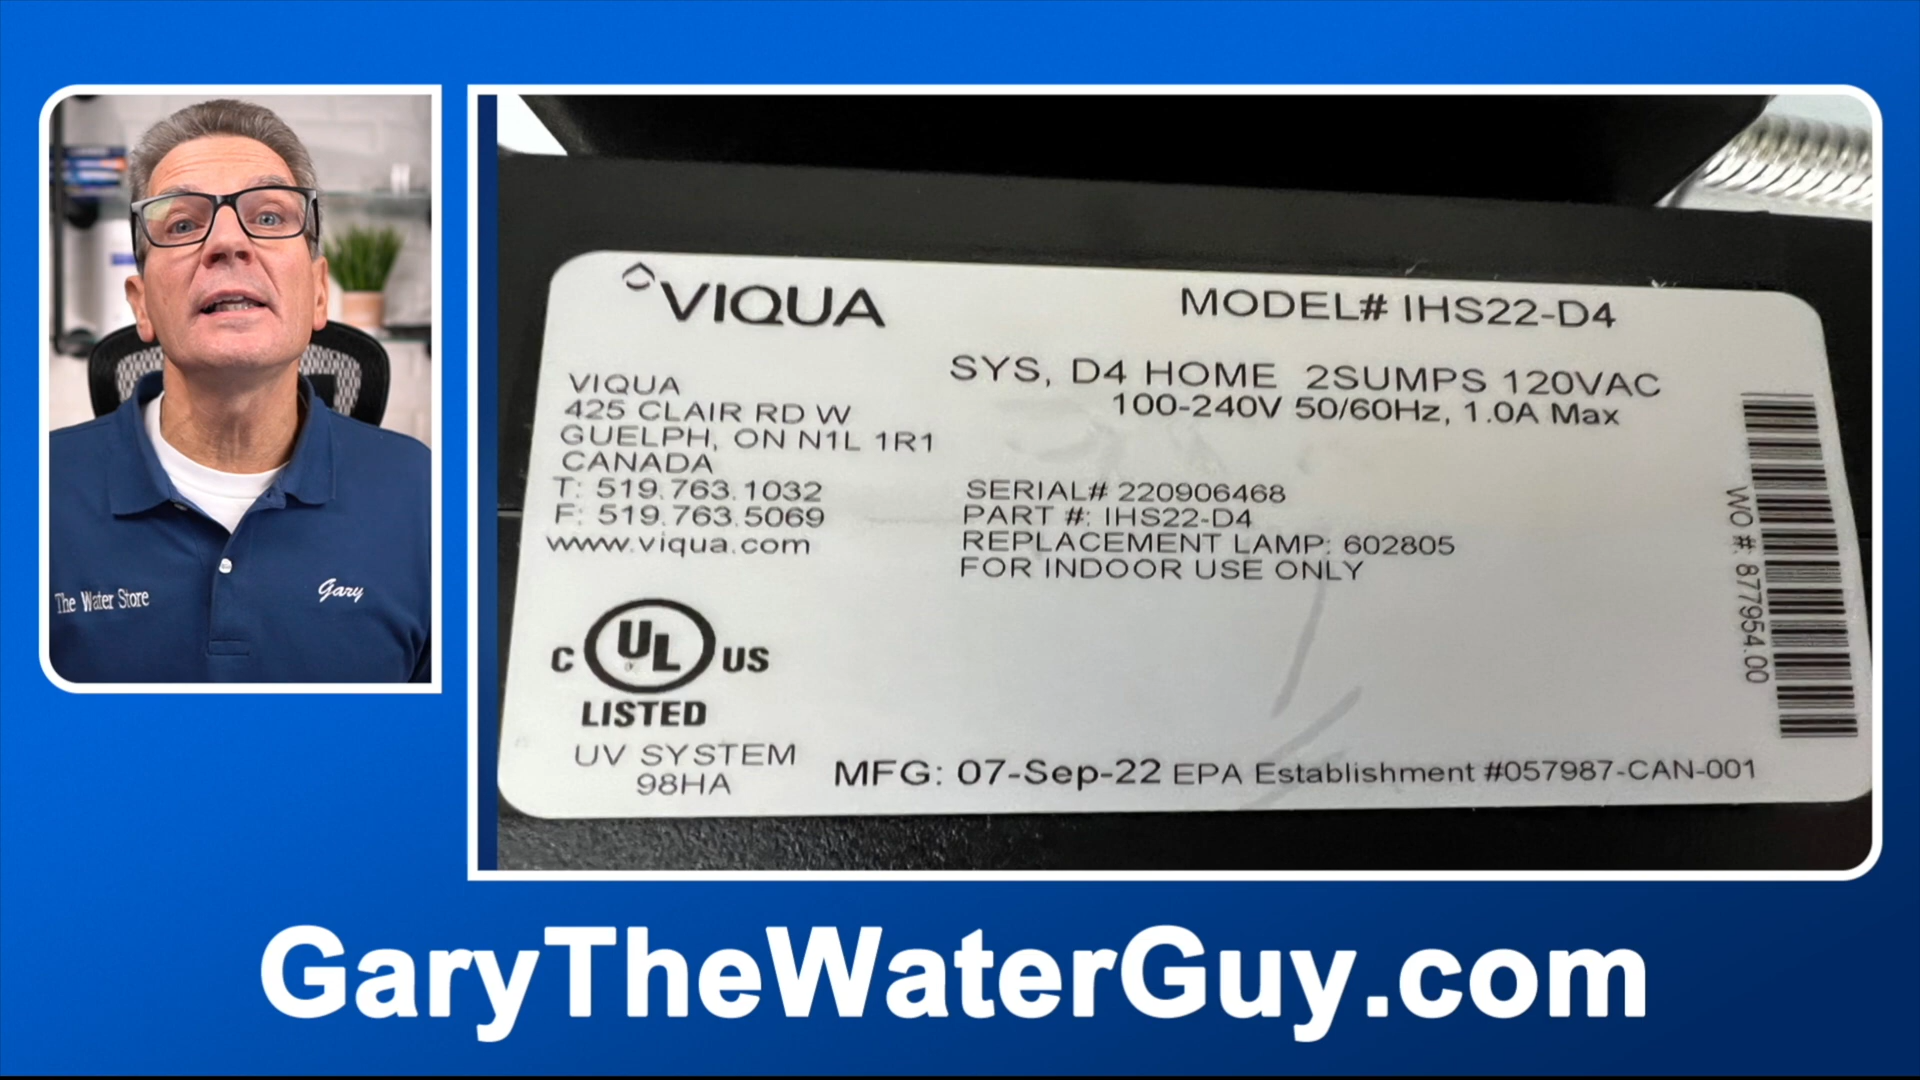 The Water Store
Gary
VIQUA
MODEL# IHS22-D4
SYS, D4 HOME 2SUMPS 120VAC
100-240V 50/60Hz, 1.0A Max
VIQUA
425 CLAIR RD W
GUELPH, ON N1L 1R1
CANADA
T: 519.763.1032
F: 519.763.5069
www.viqua.com
SERIAL# 220906468
PART #: IHS22-D4
REPLACEMENT LAMP: 602805
FOR INDOOR USE ONLY
WO #: 877954.00
C UL US
LISTED
UV SYSTEM
98HA
MFG: 07-Sep-22 EPA Establishment #057987-CAN-001
GaryTheWaterGuy.com